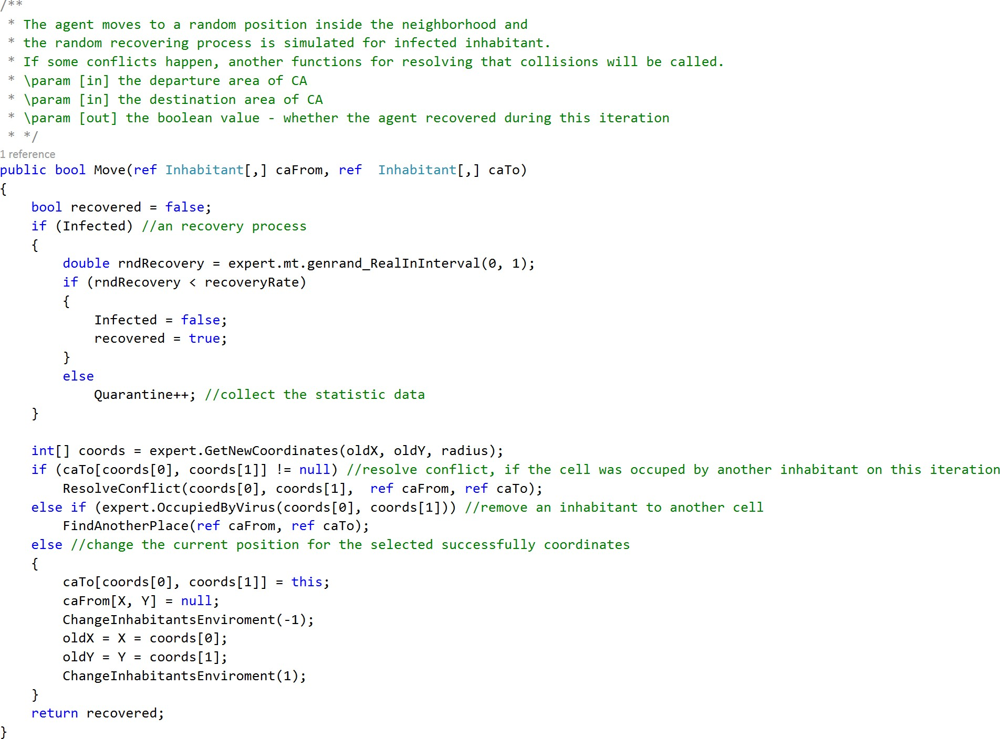 /**
 * The agent moves to a random position inside the neighborhood and
 * the random recovering process is simulated for infected inhabitant.
 * If some conflicts happen, another functions for resolving that collisions will be called.
 * \param [in] the departure area of CA
 * \param [in] the destination area of CA
 * \param [out] the boolean value - whether the agent recovered during this iteration
 * */
1 reference
public bool Move(ref Inhabitant[,] caFrom, ref  Inhabitant[,] caTo)
{
    bool recovered = false;
    if (Infected) //an recovery process
    {
        double rndRecovery = expert.mt.genrand_RealInInterval(0, 1);
        if (rndRecovery < recoveryRate)
        {
            Infected = false;
            recovered = true;
        }
        else
            Quarantine++; //collect the statistic data
    }

    int[] coords = expert.GetNewCoordinates(oldX, oldY, radius);
    if (caTo[coords[0], coords[1]] != null) //resolve conflict, if the cell was occuped by another inhabitant on this iteration
        ResolveConflict(coords[0], coords[1],  ref caFrom, ref caTo);
    else if (expert.OccupiedByVirus(coords[0], coords[1])) //remove an inhabitant to another cell
        FindAnotherPlace(ref caFrom, ref caTo);
    else //change the current position for the selected successfully coordinates
    {
        caTo[coords[0], coords[1]] = this;
        caFrom[X, Y] = null;
        ChangeInhabitantsEnviroment(-1);
        oldX = X = coords[0];
        oldY = Y = coords[1];
        ChangeInhabitantsEnviroment(1);
    }
    return recovered;
}